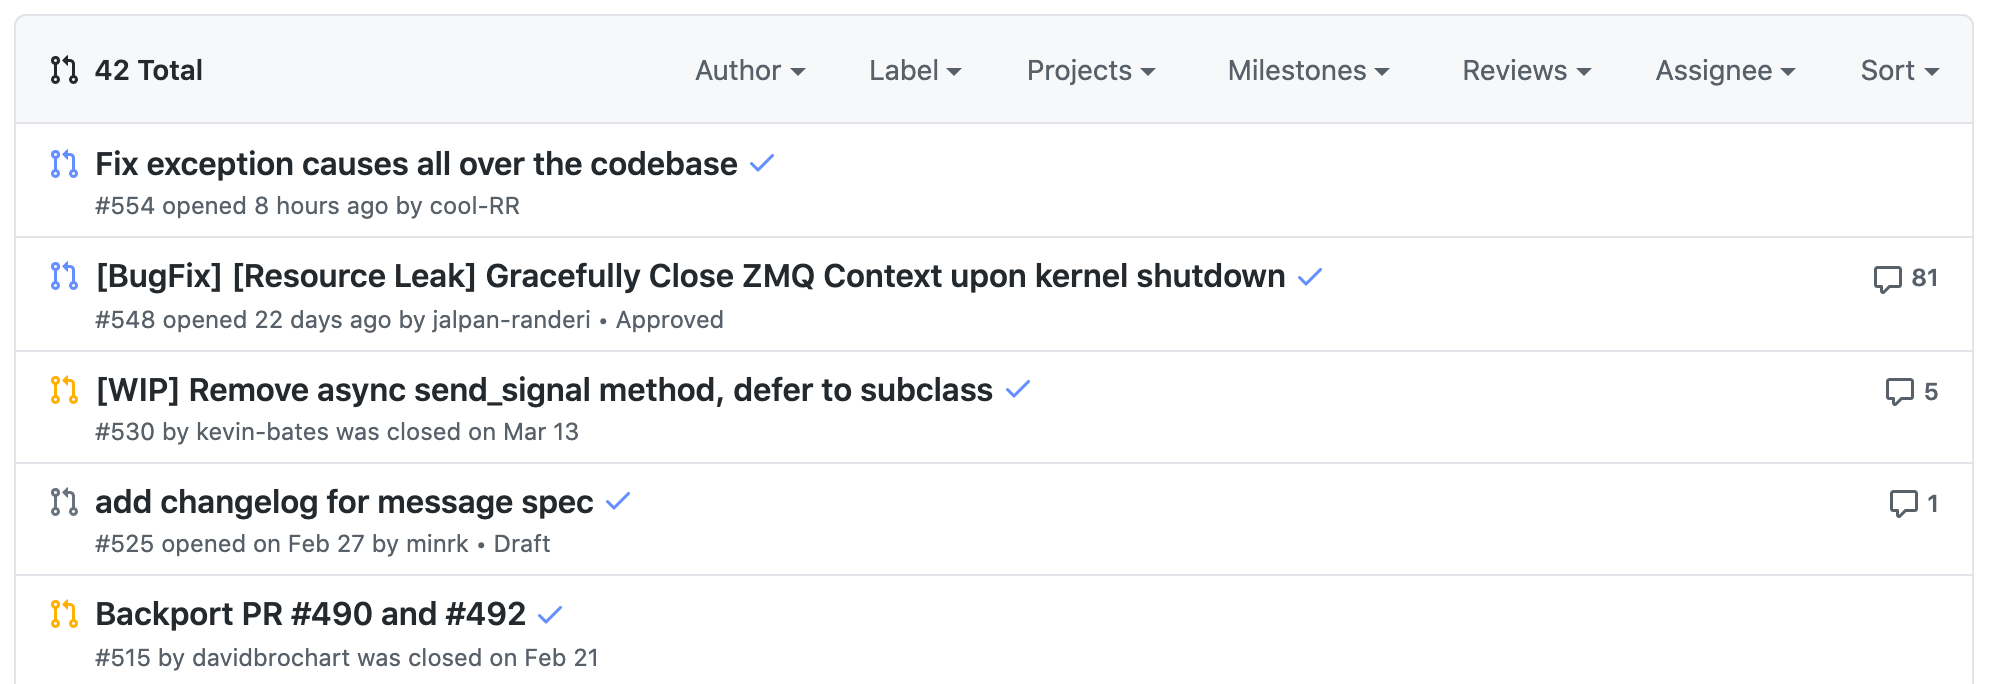 42 Total Author Label Projects Milestones Reviews Assignee Sort
Fix exception causes all over the codebase
#554 opened 8 hours ago by cool-RR
[BugFix] [Resource Leak] Gracefully Close ZMQ Context upon kernel shutdown 81
#548 opened 22 days ago by jalpan-randeri • Approved
[WIP] Remove async send_signal method, defer to subclass 5
#530 by kevin-bates was closed on Mar 13
add changelog for message spec 1
#525 opened on Feb 27 by minrk • Draft
Backport PR #490 and #492
#515 by davidbrochart was closed on Feb 21